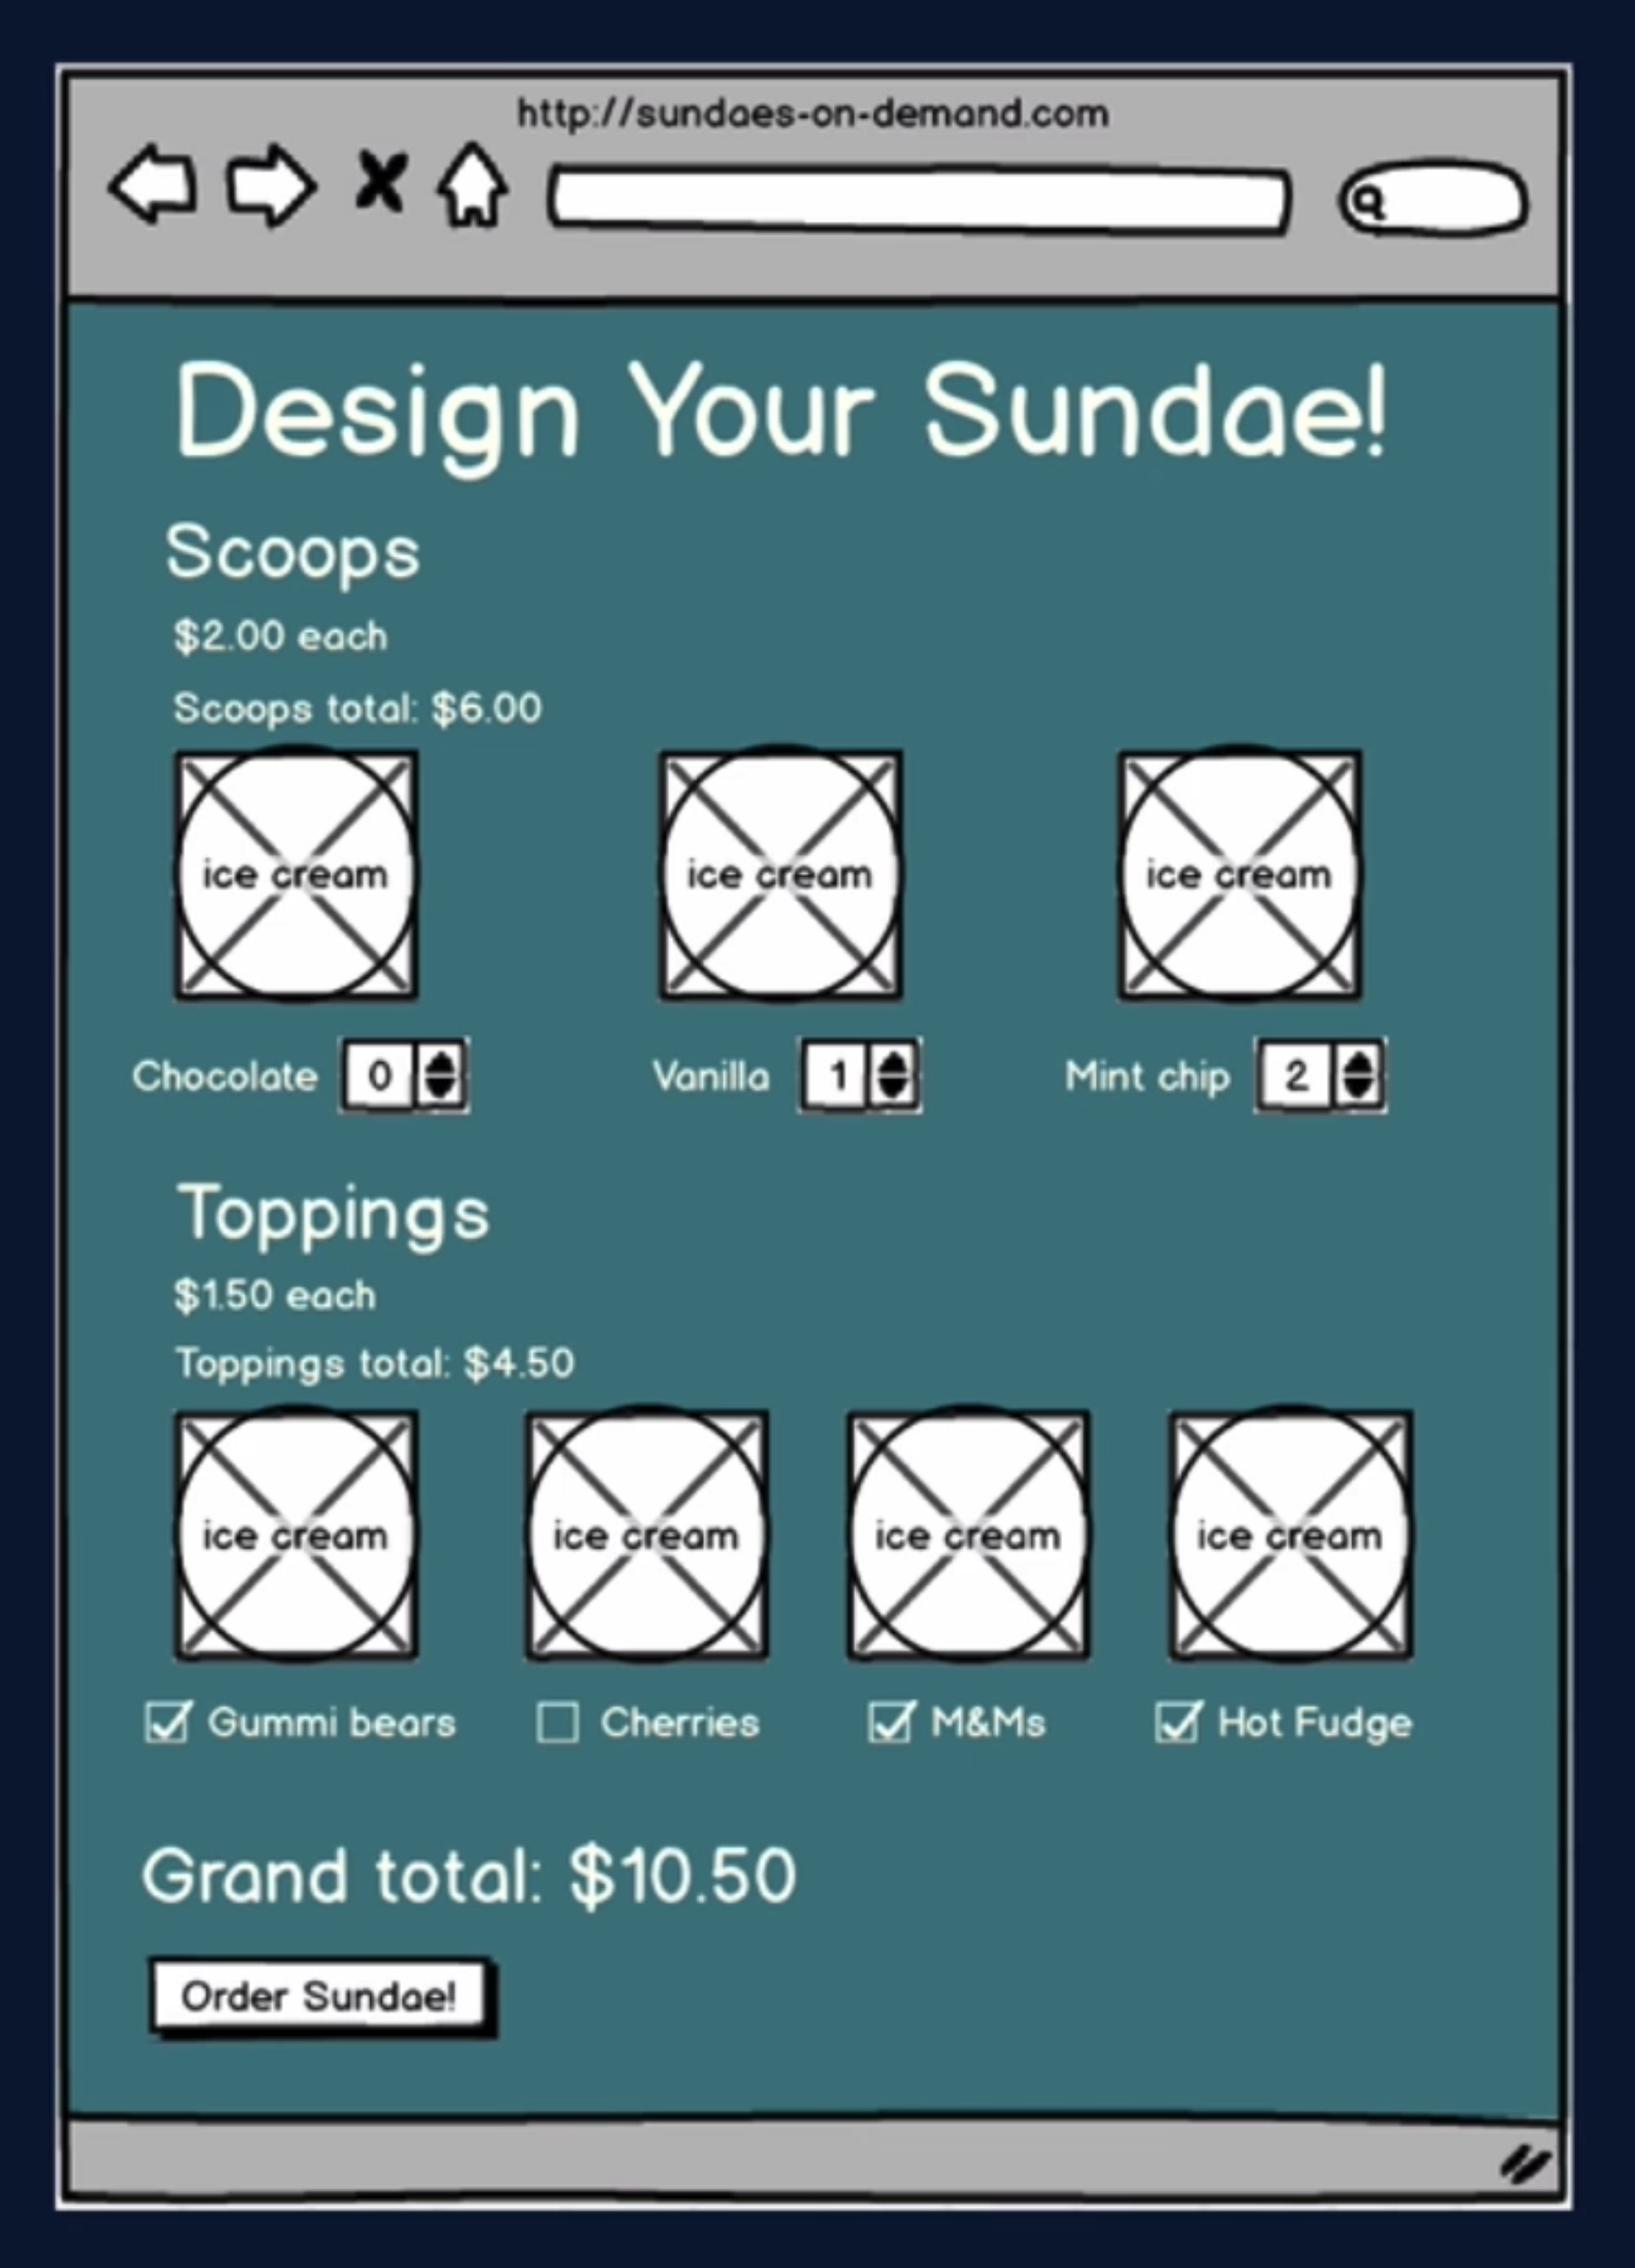 http://sundaes-on-demand.com
Design Your Sundae!
Scoops
$2.00 each
Scoops total: $6.00
ice cream ice cream ice cream
Chocolate 0 Vanilla 1 Mint chip 2
Toppings
$1.50 each
Toppings total: $4.50
ice cream ice cream ice cream ice cream
Gummi bears Cherries M&Ms Hot Fudge
Grand total: $10.50
Order Sundae!